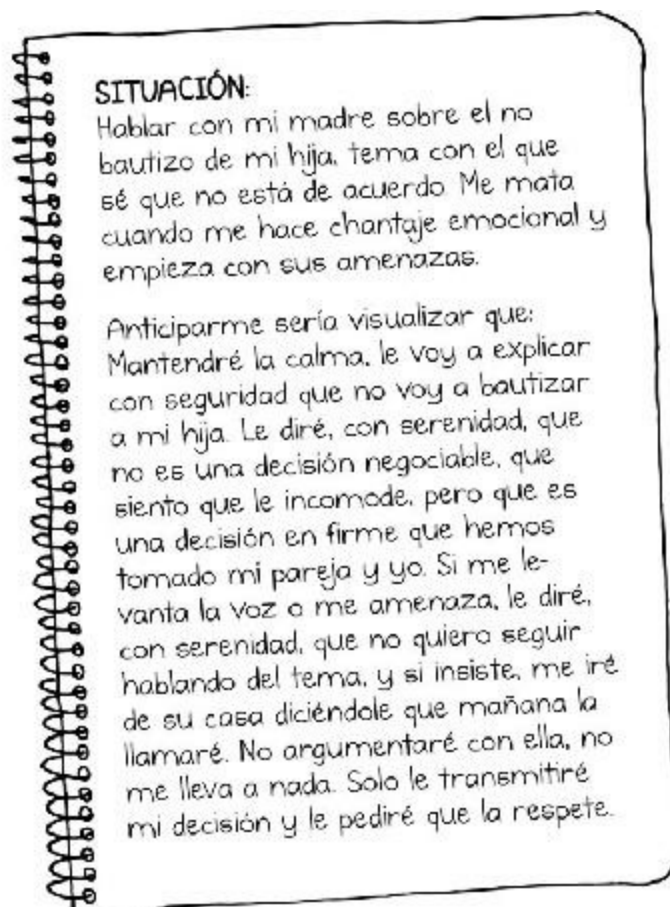 SITUACIÓN:
Hablar con mi madre sobre el no
bautizo de mi hija, tema con el que
sé que no está de acuerdo. Me mata
cuando me hace chantaje emocional y
empieza con sus amenazas.
Anticiparme sería visualizar que:
Mantendré la calma, le voy a explicar
con seguridad que no voy a bautizar
a mi hija. Le diré, con serenidad, que
no es una decisión negociable, que
siento que le incomode, pero que es
una decisión en firme que hemos
tomado mi pareja y yo. Si me le-
vanta la voz o me amenaza, le diré,
con serenidad, que no quiero seguir
hablando del tema, y si insiste, me iré
de su casa diciéndole que mañana la
llamaré. No argumentaré con ella, no
me lleva a nada. Solo le transmitiré
mi decisión y le pediré que la respete.